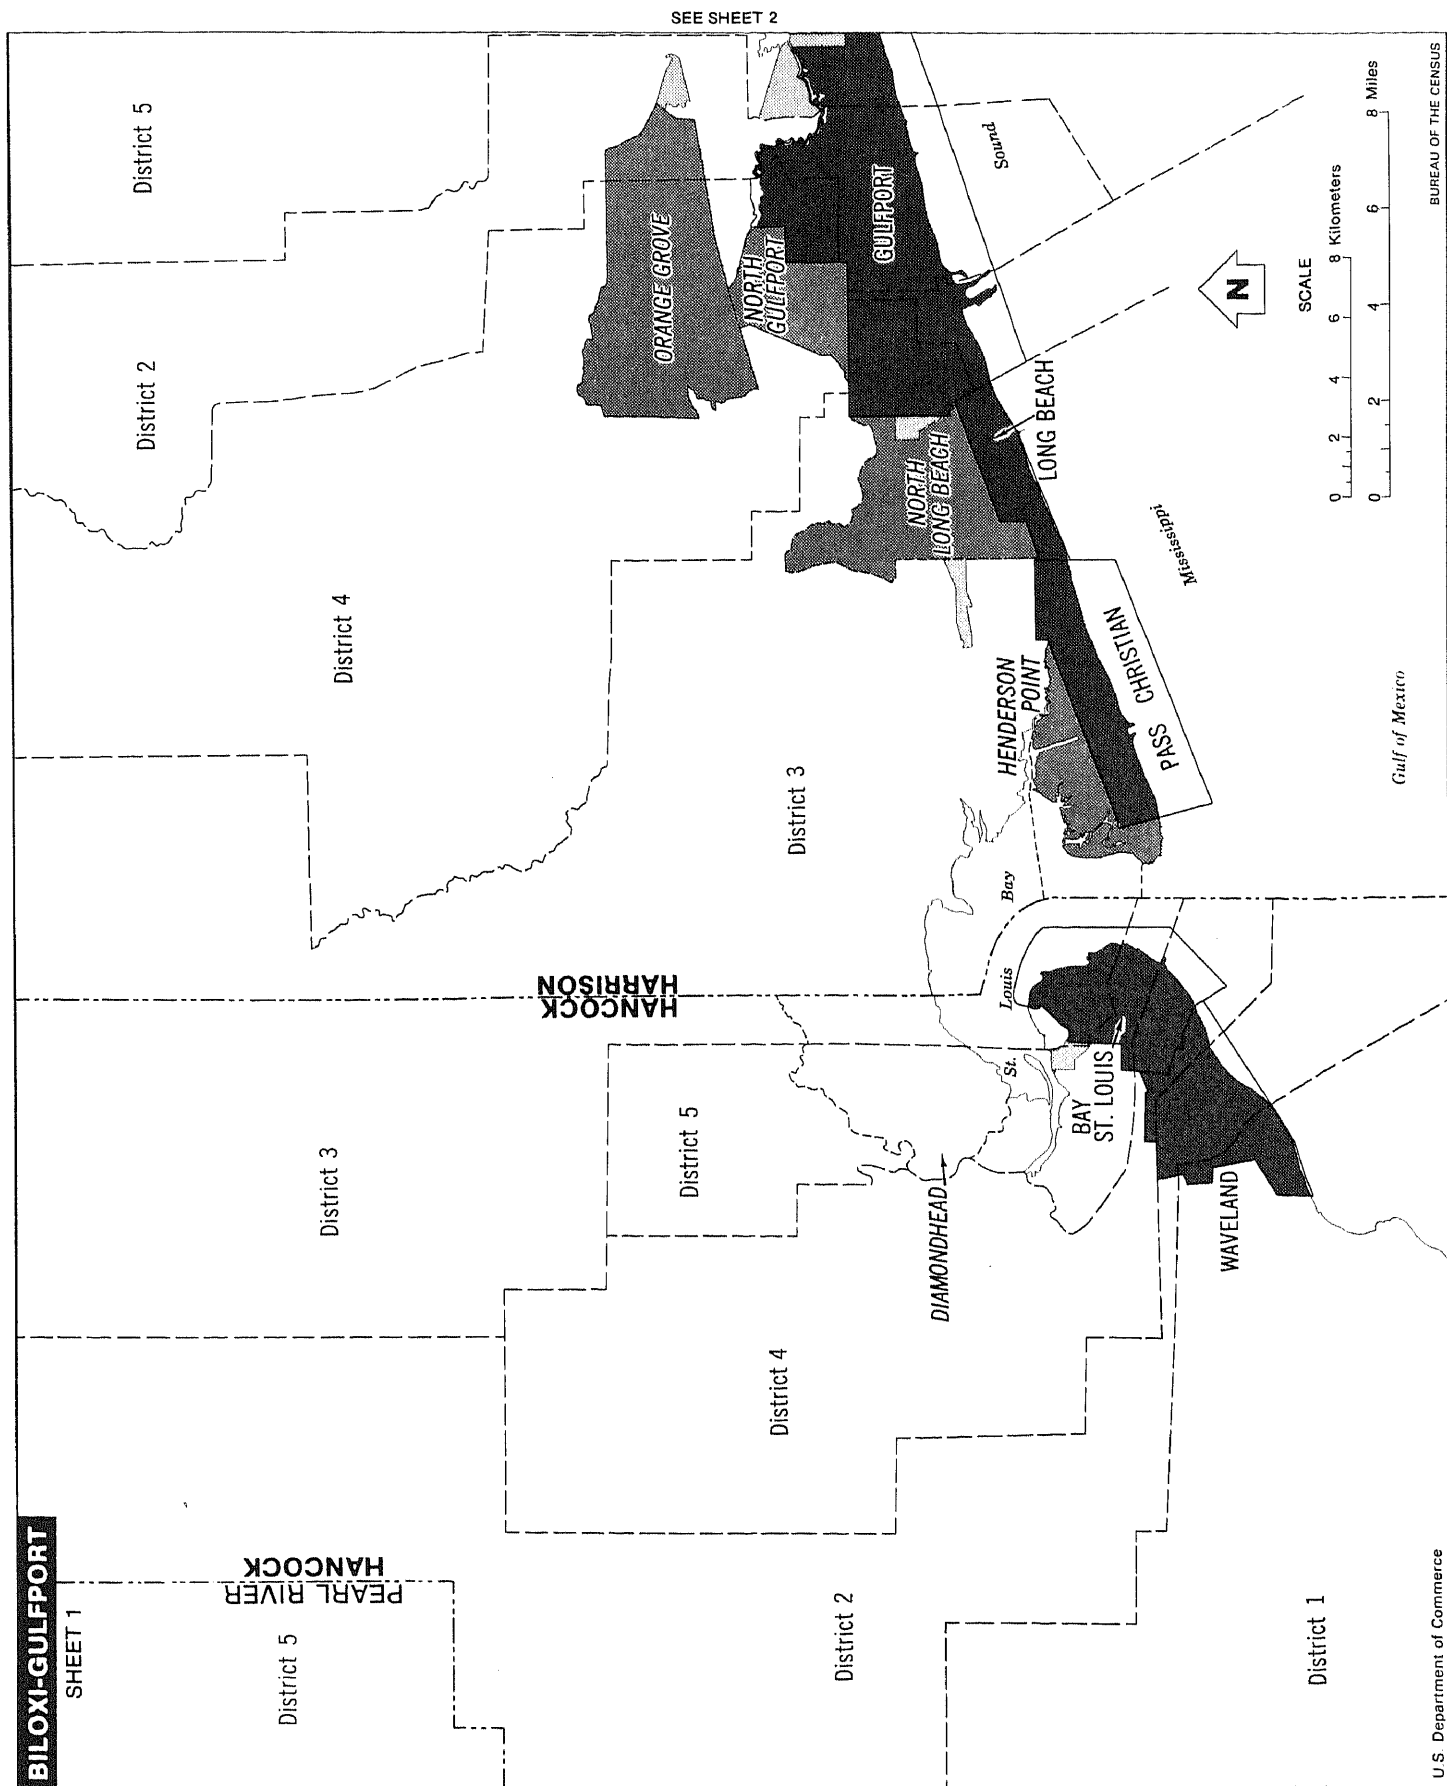 SEE SHEET 2
BILOXI-GULFPORT
SHEET 1
District 5
PEARL RIVER
HANCOCK
District 3
HANCOCK
HARRISON
District 4
District 2
District 5
District 2
District 4
District 5
District 3
ORANGE GROVE
NORTH
GULFPORT
GULFPORT
NORTH
LONG BEACH
LONG BEACH
HENDERSON
POINT
PASS CHRISTIAN
DIAMONDHEAD
St. Louis Bay
BAY
ST. LOUIS
WAVELAND
Mississippi Sound
Gulf of Mexico
District 1
N
SCALE
0 2 4 6 8 Kilometers
0 2 4 6 8 Miles
U.S. Department of Commerce
BUREAU OF THE CENSUS